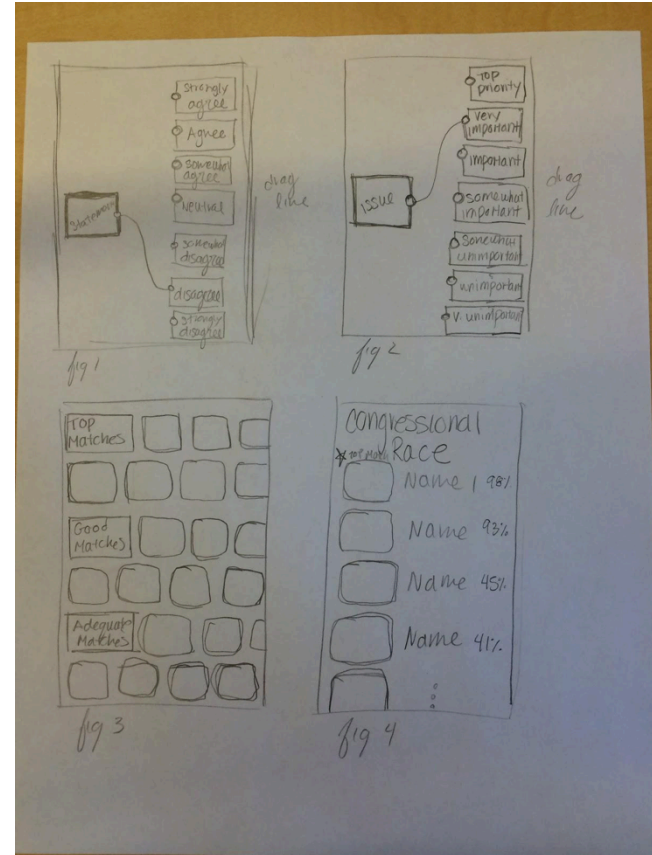 Strongly
agree
Agree
somewhat
agree
Neutral
Statement
somewhat
disagree
disagree
strongly
disagree
drag
line
fig 1
TOP
priority
very
important
important
ISSUE
somewhat
important
Somewhat
unimportant
unimportant
V. unimportant
drag
line
fig 2
TOP
Matches
Good
Matches
Adequate
Matches
fig 3
Congressional
Race
TOP Match
Name 1 98%
Name 93%
Name 45%
Name 41%
fig 4